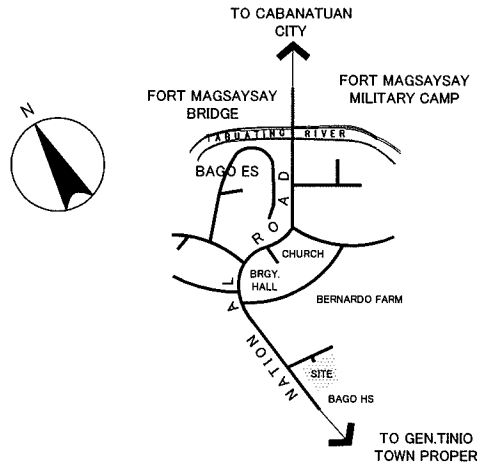 TO CABANATUAN
CITY
N
FORT MAGSAYSAY
MILITARY CAMP
FORT MAGSAYSAY
BRIDGE
TABUATING RIVER
BAGO ES
CHURCH
BRGY.
HALL
BERNARDO FARM
NATIONAL ROAD
SITE
BAGO HS
TO GEN.TINIO
TOWN PROPER